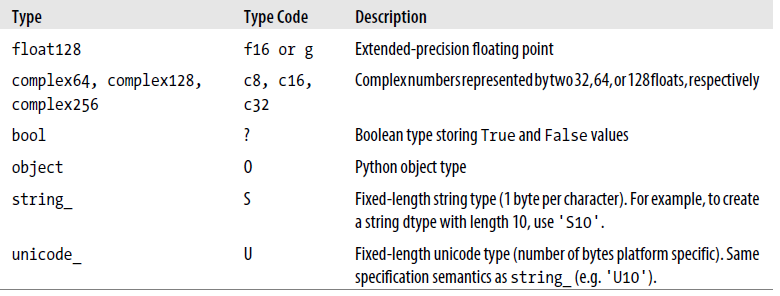 Type Type Code Description
float128 f16 or g Extended-precision floating point
complex64, complex128, c8, c16, Complex numbers represented by two 32, 64, or 128 floats, respectively
complex256 c32
bool ? Boolean type storing True and False values
object O Python object type
string_ S Fixed-length string type (1 byte per character). For example, to create
a string dtype with length 10, use 'S10'.
unicode_ U Fixed-length unicode type (number of bytes platform specific). Same
specification semantics as string_ (e.g. 'U10').